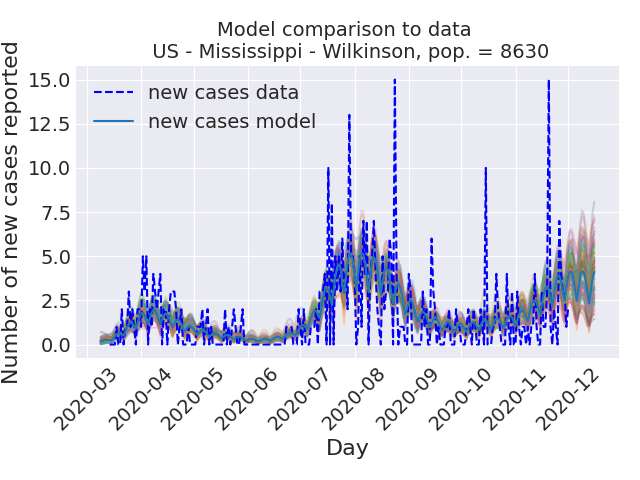 Model comparison to data
US - Mississippi - Wilkinson, pop. = 8630
Number of new cases reported
15.0
12.5
10.0
7.5
5.0
2.5
0.0
new cases data
new cases model
2020-03
2020-04
2020-05
2020-06
2020-07
2020-08
2020-09
2020-10
2020-11
2020-12
Day